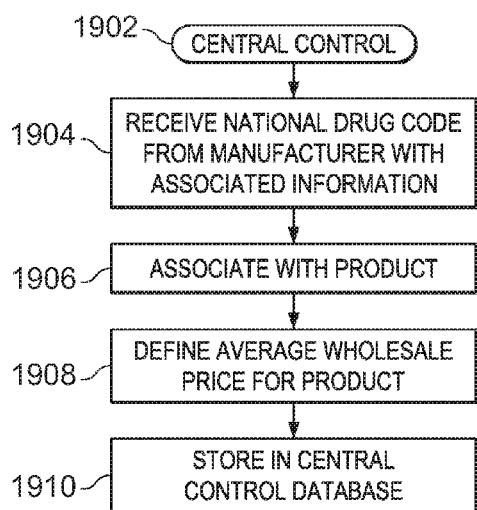 1902
CENTRAL CONTROL
1904
RECEIVE NATIONAL DRUG CODE
FROM MANUFACTURER WITH
ASSOCIATED INFORMATION
1906
ASSOCIATE WITH PRODUCT
1908
DEFINE AVERAGE WHOLESALE
PRICE FOR PRODUCT
1910
STORE IN CENTRAL
CONTROL DATABASE